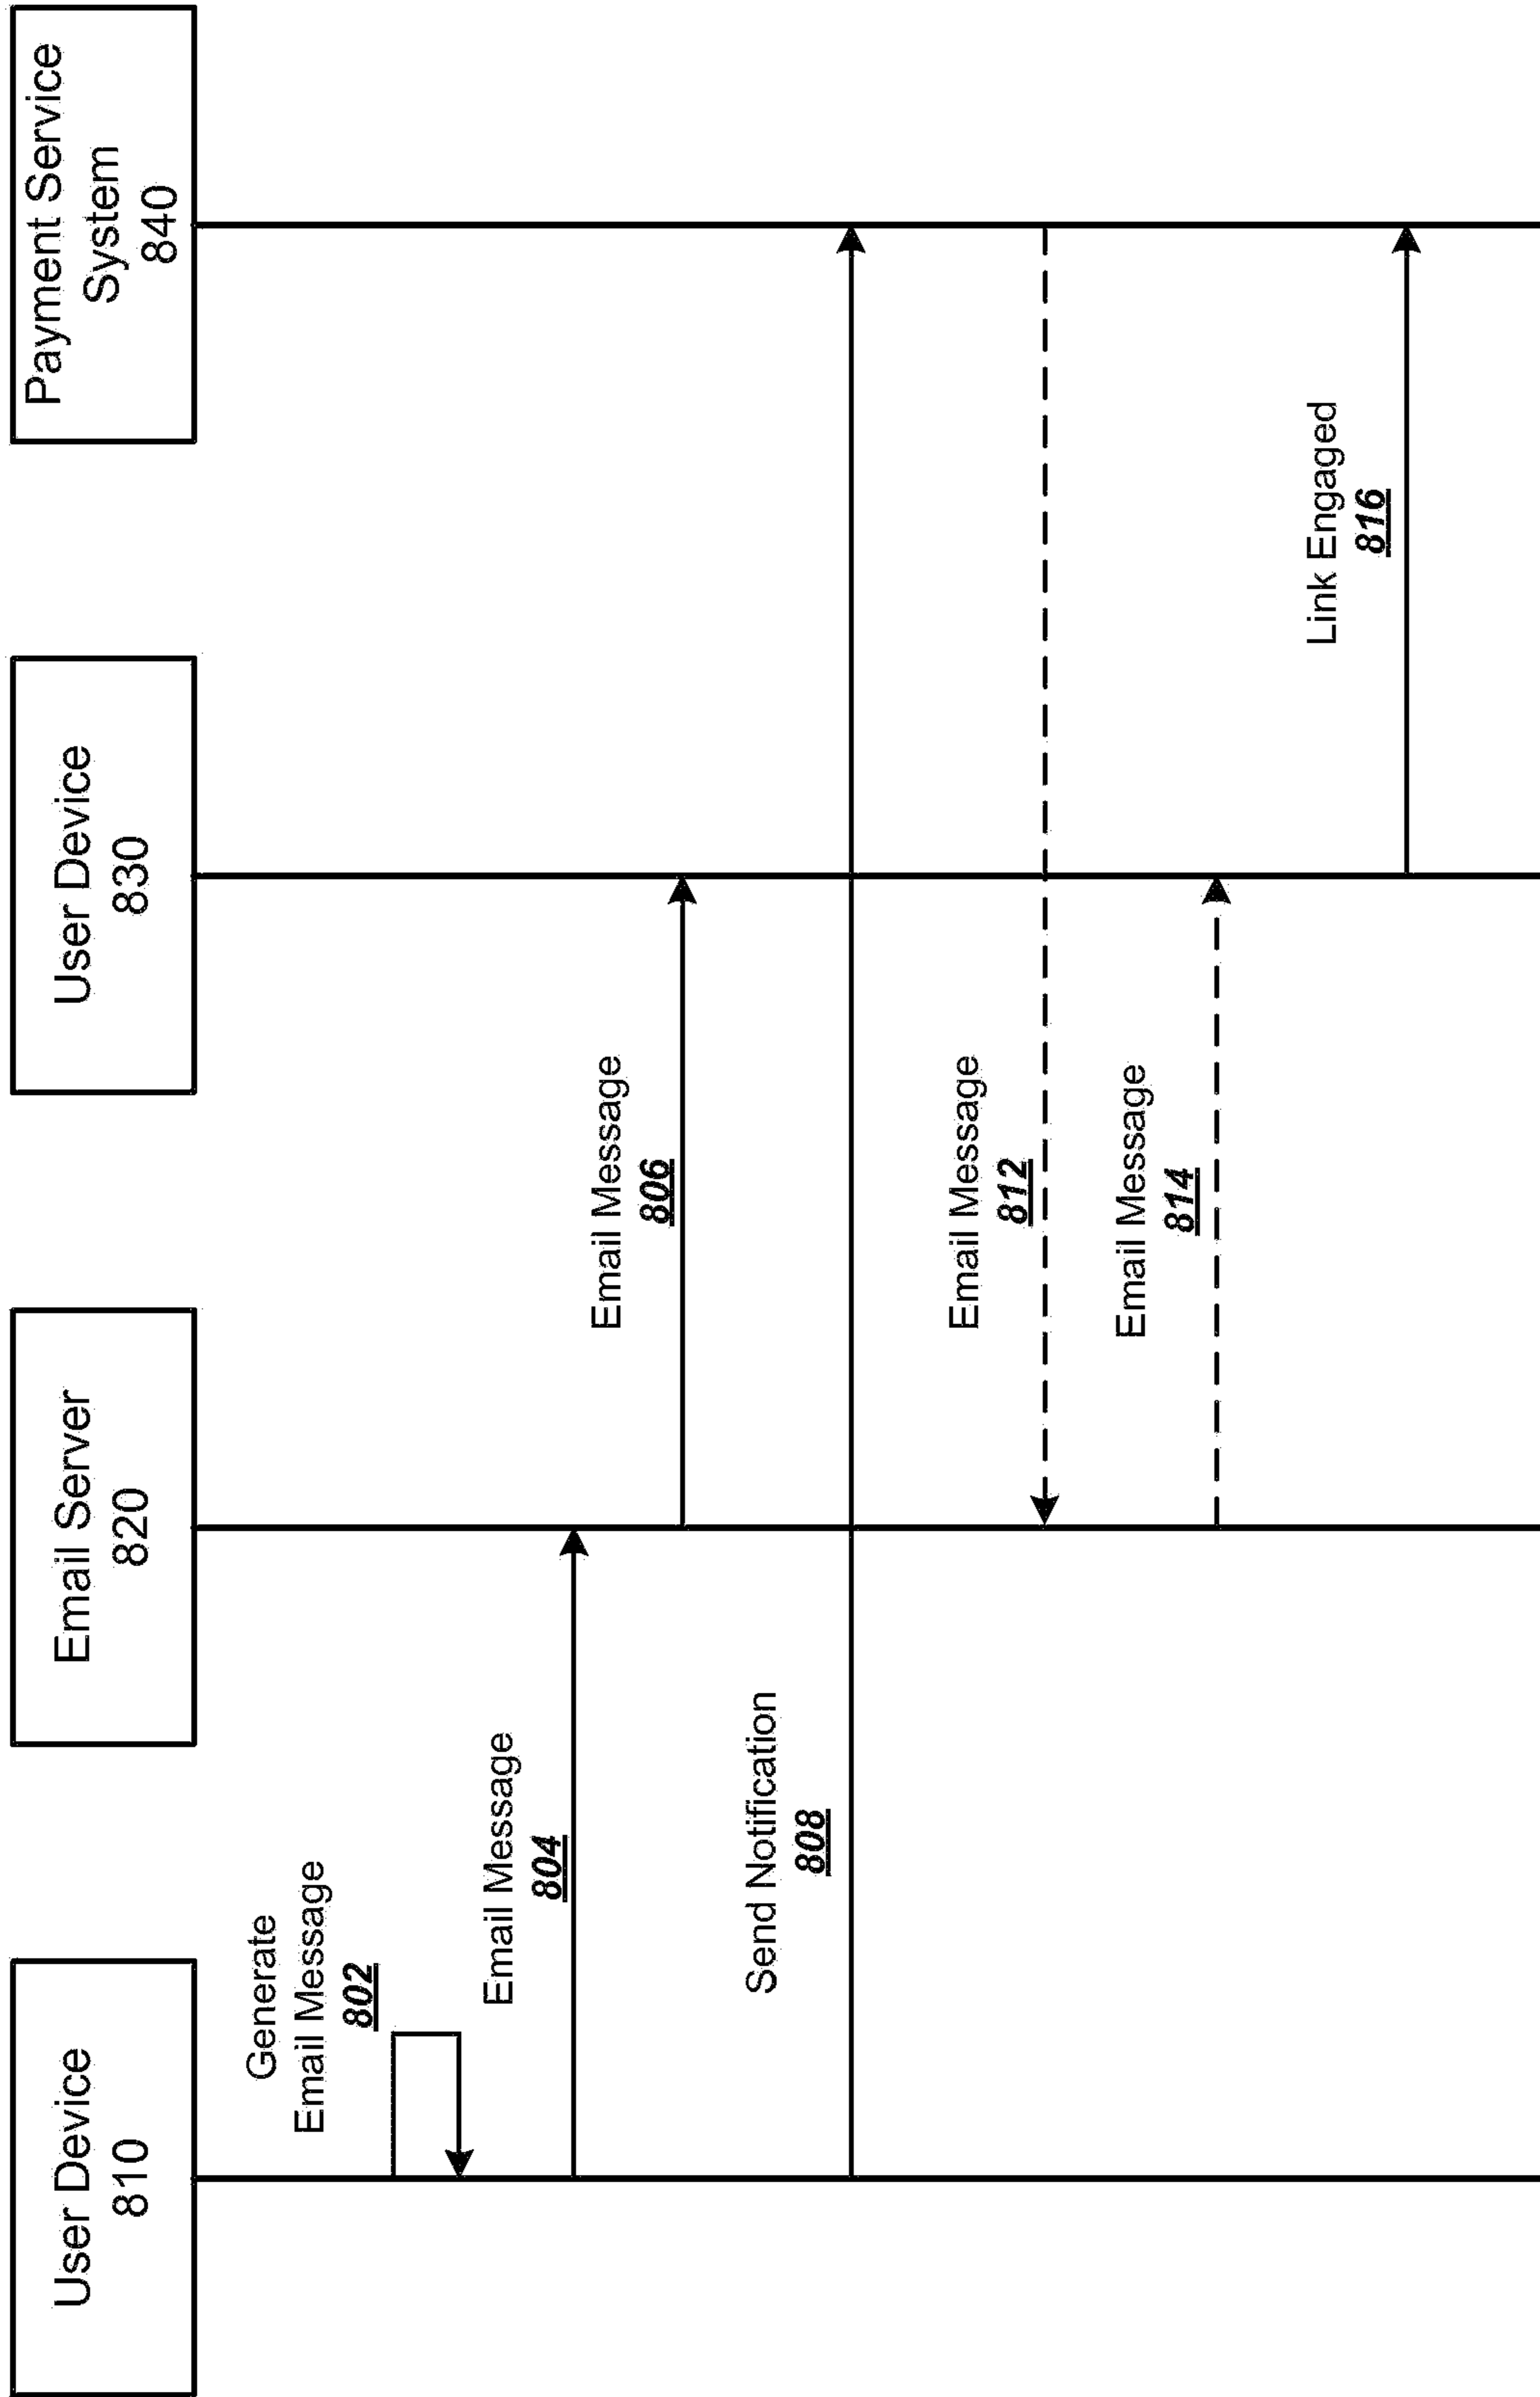 User Device
810
Email Server
820
User Device
830
Payment Service
System
840
Generate
Email Message
802
Email Message
804
Email Message
806
Send Notification
808
Email Message
812
Email Message
814
Link Engaged
816